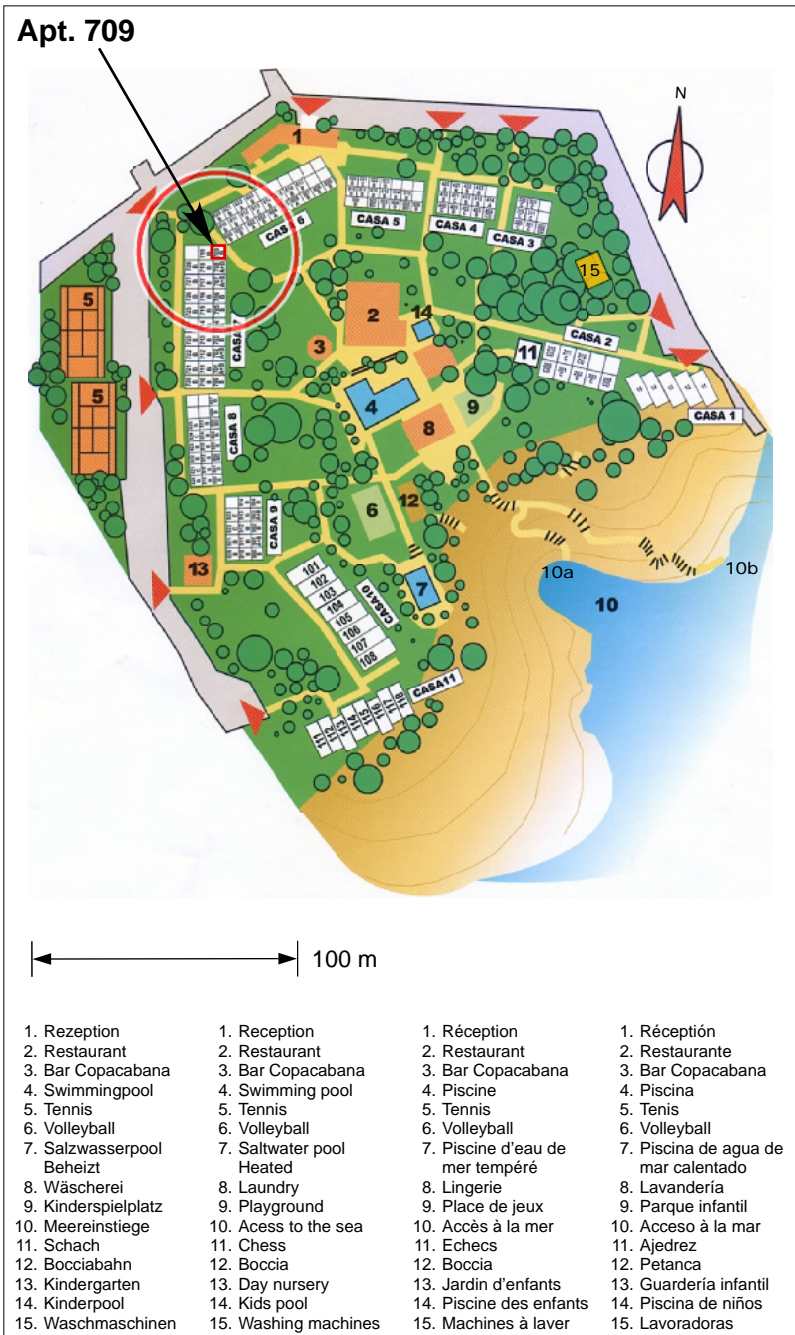 Apt. 709
N
1
CASA 6
CASA 5
CASA 4
CASA 3
15
5
2
14
3
CASA 2
11
CASA 1
5
4
9
8
CASA 8
12
6
CASA 9
10a
10b
13
101
102
103
104
105
106
107
108
CASA10
7
10
CASA11
111
112
113
114
115
116
117
118
100 m
1. Rezeption
2. Restaurant
3. Bar Copacabana
4. Swimmingpool
5. Tennis
6. Volleyball
7. Salzwasserpool
Beheizt
8. Wäscherei
9. Kinderspielplatz
10. Meereinstiege
11. Schach
12. Bocciabahn
13. Kindergarten
14. Kinderpool
15. Waschmaschinen
1. Reception
2. Restaurant
3. Bar Copacabana
4. Swimming pool
5. Tennis
6. Volleyball
7. Saltwater pool
Heated
8. Laundry
9. Playground
10. Acess to the sea
11. Chess
12. Boccia
13. Day nursery
14. Kids pool
15. Washing machines
1. Réception
2. Restaurant
3. Bar Copacabana
4. Piscine
5. Tennis
6. Volleyball
7. Piscine d'eau de
mer tempéré
8. Lingerie
9. Place de jeux
10. Accès à la mer
11. Echecs
12. Boccia
13. Jardin d'enfants
14. Piscine des enfants
15. Machines à laver
1. Réceptión
2. Restaurante
3. Bar Copacabana
4. Piscina
5. Tenis
6. Volleyball
7. Piscina de agua de
mar calentado
8. Lavandería
9. Parque infantil
10. Acceso a la mar
11. Ajedrez
12. Petanca
13. Guardería infantil
14. Piscina de niños
15. Lavoradoras